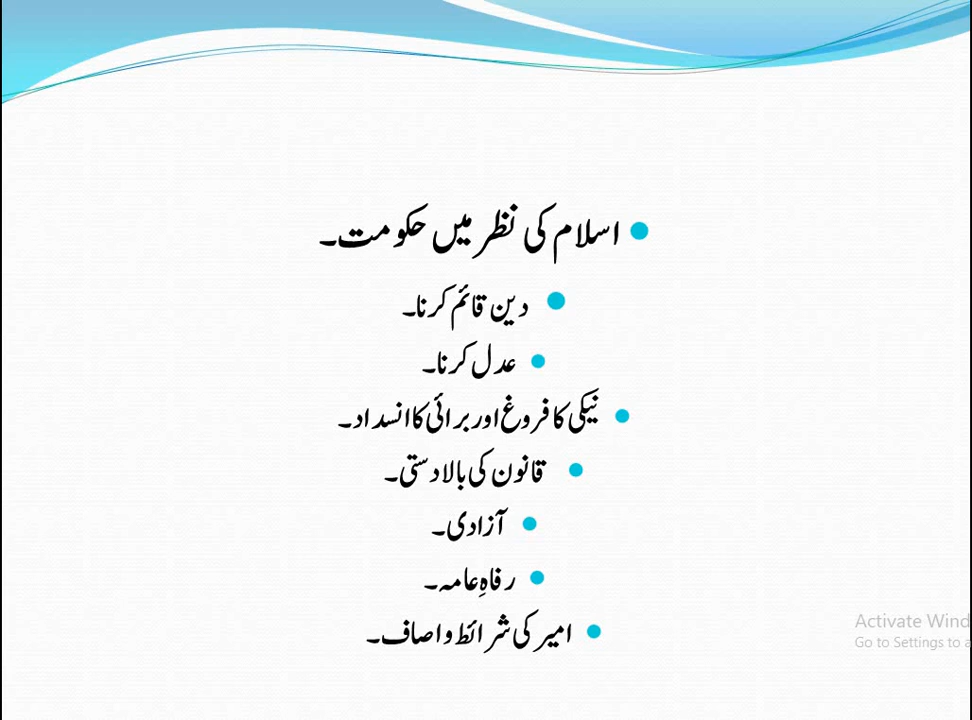 اسلام کی نظر میں حکومت۔
دین قائم کرنا۔
عدل کرنا۔
نیکی کا فروغ اور برائی کا انسداد۔
قانون کی بالادستی۔
آزادی۔
رفاہِ عامہ۔
امیر کی شرائط و اصاف۔
Activate Wind
Go to Settings to a